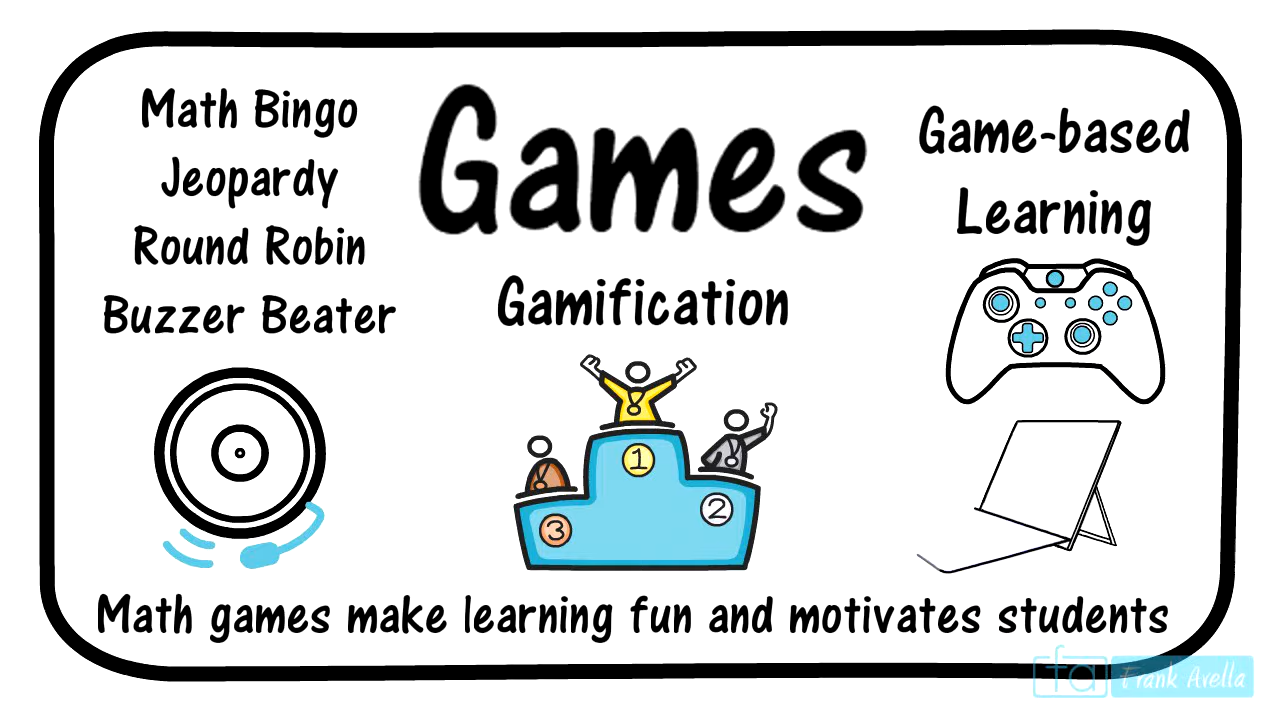 Games
Math Bingo
Jeopardy
Round Robin
Buzzer Beater
Gamification
1
2
3
Game-based
Learning
Math games make learning fun and motivates students
fa Frank Avella